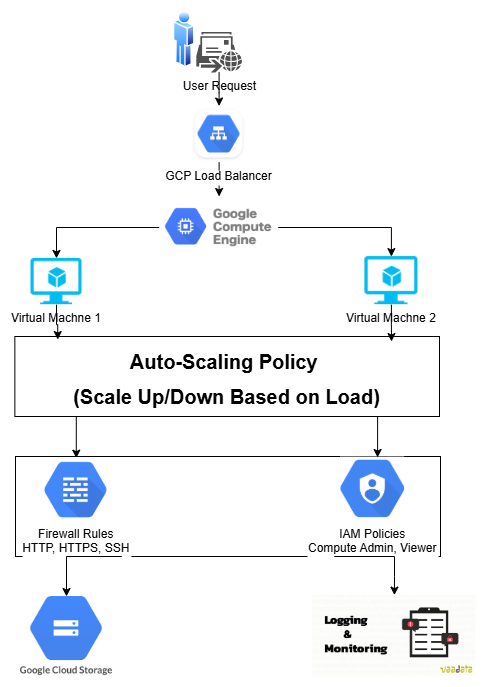 User Request
GCP Load Balancer
Google
Compute
Engine
Virtual Machne 1
Virtual Machne 2
Auto-Scaling Policy
(Scale Up/Down Based on Load)
Firewall Rules
HTTP, HTTPS, SSH
IAM Policies
Compute Admin, Viewer
Google Cloud Storage
Logging
&
Monitoring
vaadata